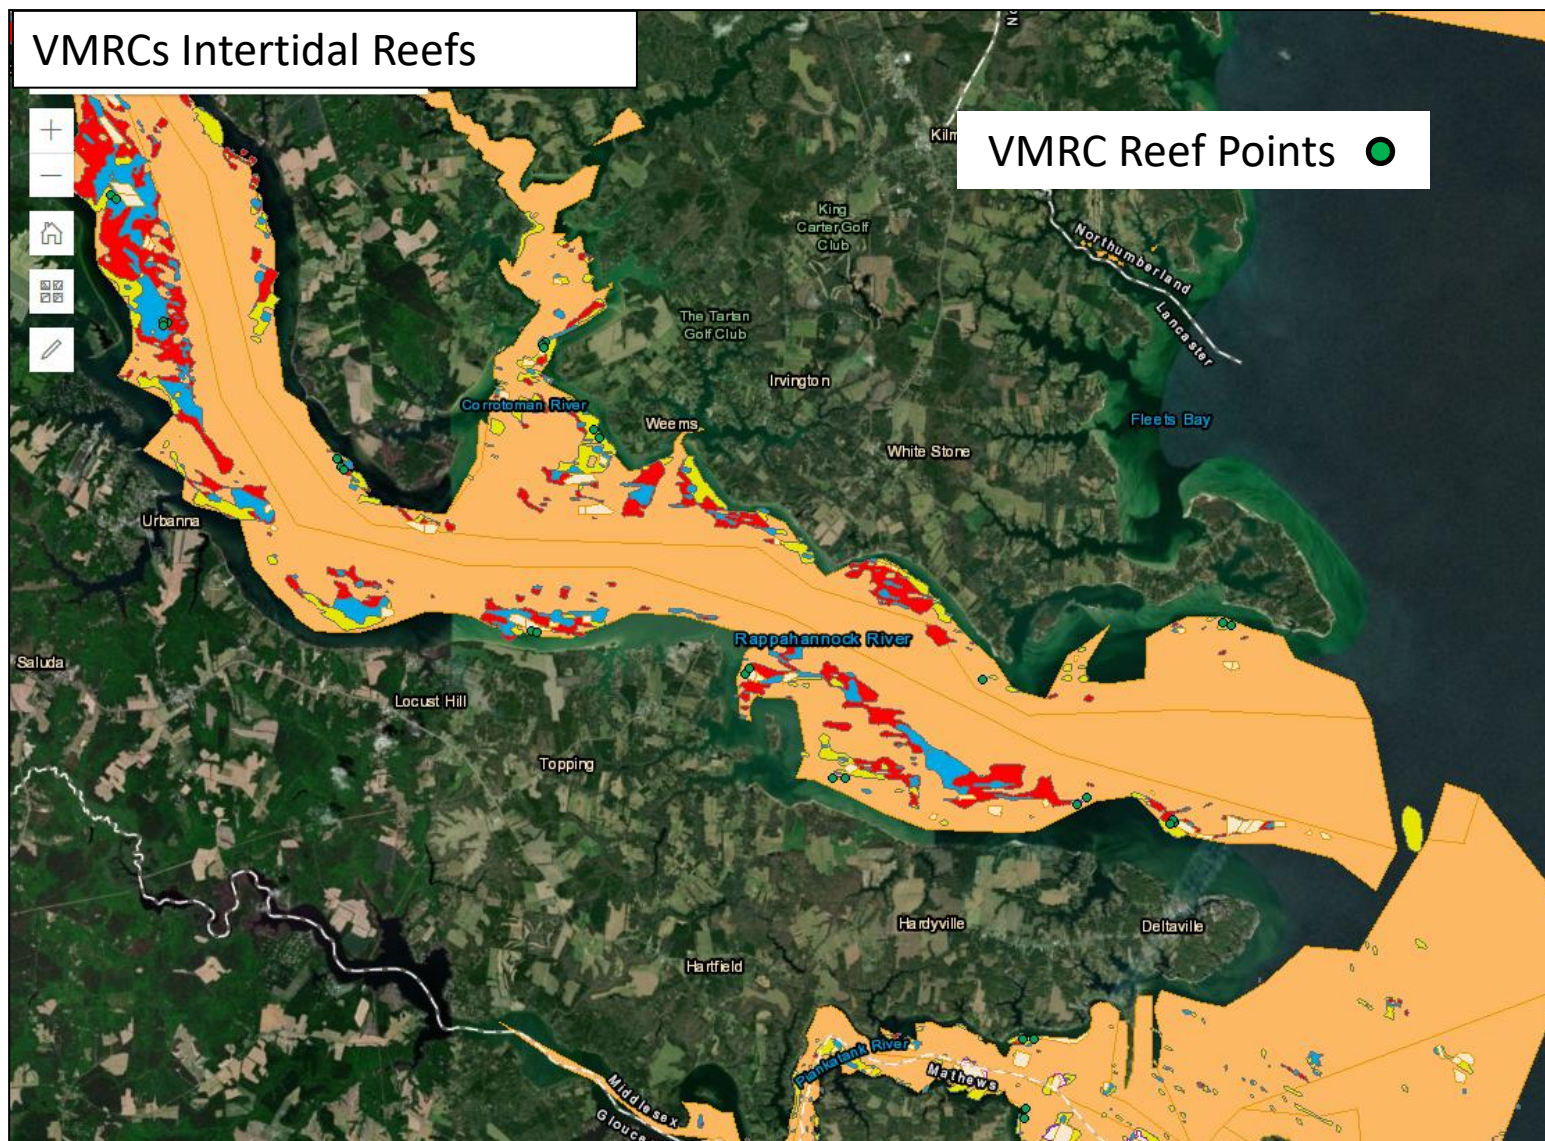 VMRCs Intertidal Reefs
VMRC Reef Points
King
Carter Golf
Club
Northumberland
Lancaster
The Tartan
Golf Club
Irvington
Corrotoman River
Weems
Fleets Bay
White Stone
Urbanna
Rappahannock River
Saluda
Locust Hill
Topping
Hardyville
Deltaville
Hartfield
Piankatank River
Mathews
Middlesex